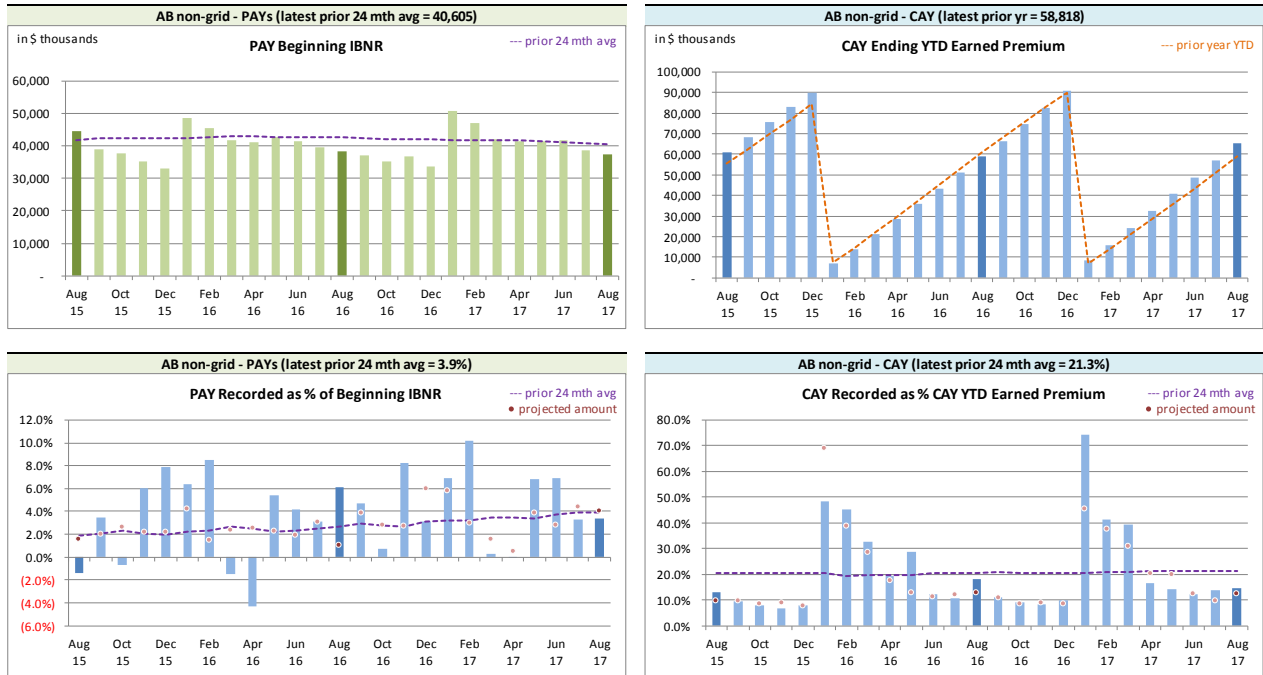 AB non-grid - PAYs (latest prior 24 mth avg = 40,605)
in $ thousands
PAY Beginning IBNR
--- prior 24 mth avg
60,000
50,000
40,000
30,000
20,000
10,000
-
Aug Oct Dec Feb Apr Jun Aug Oct Dec Feb Apr Jun Aug
15 15 15 16 16 16 16 16 16 17 17 17 17
AB non-grid - CAY (latest prior yr = 58,818)
in $ thousands
CAY Ending YTD Earned Premium
--- prior year YTD
100,000
90,000
80,000
70,000
60,000
50,000
40,000
30,000
20,000
10,000
-
Aug Oct Dec Feb Apr Jun Aug Oct Dec Feb Apr Jun Aug
15 15 15 16 16 16 16 16 16 17 17 17 17
AB non-grid - PAYs (latest prior 24 mth avg = 3.9%)
PAY Recorded as % of Beginning IBNR
--- prior 24 mth avg
• projected amount
12.0%
10.0%
8.0%
6.0%
4.0%
2.0%
0.0%
(2.0%)
(4.0%)
(6.0%)
Aug Oct Dec Feb Apr Jun Aug Oct Dec Feb Apr Jun Aug
15 15 15 16 16 16 16 16 16 17 17 17 17
AB non-grid - CAY (latest prior 24 mth avg = 21.3%)
CAY Recorded as % CAY YTD Earned Premium
--- prior 24 mth avg
• projected amount
80.0%
70.0%
60.0%
50.0%
40.0%
30.0%
20.0%
10.0%
0.0%
Aug Oct Dec Feb Apr Jun Aug Oct Dec Feb Apr Jun Aug
15 15 15 16 16 16 16 16 16 17 17 17 17